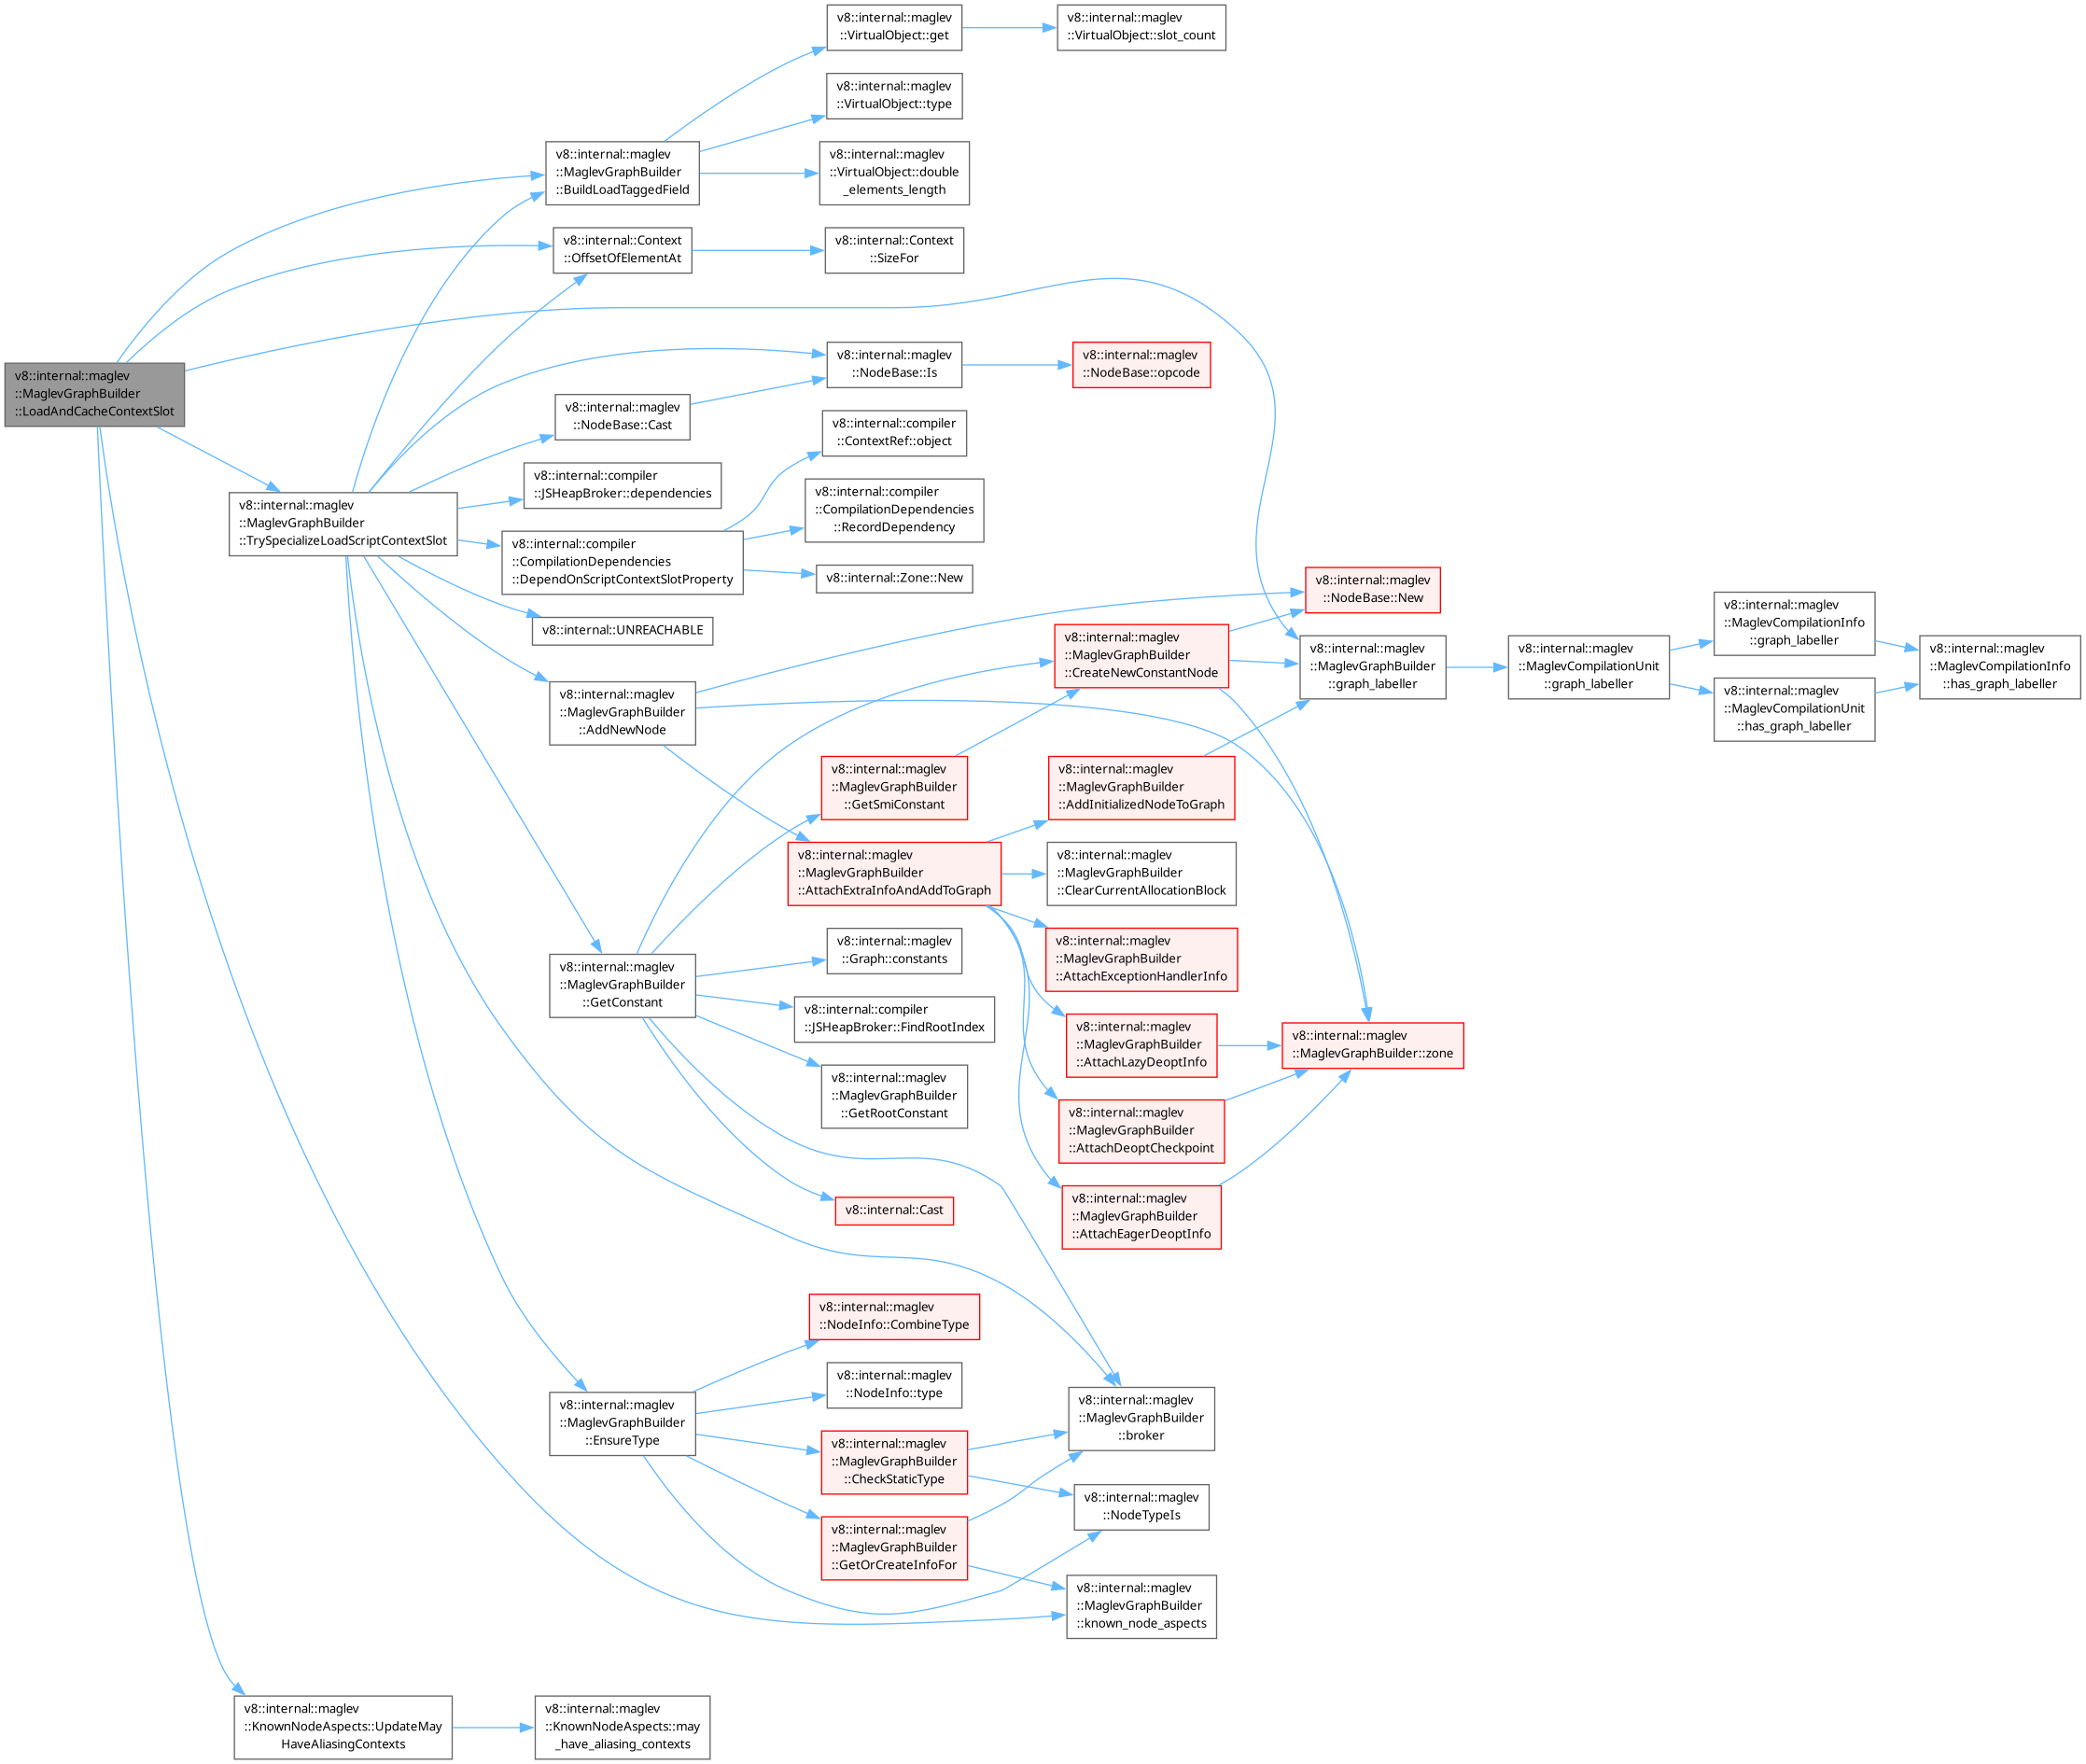 v8::internal::maglev
::MaglevGraphBuilder
::LoadAndCacheContextSlot
v8::internal::maglev
::MaglevGraphBuilder
::TrySpecializeLoadScriptContextSlot
v8::internal::maglev
::KnownNodeAspects::UpdateMay
HaveAliasingContexts
v8::internal::maglev
::MaglevGraphBuilder
::BuildLoadTaggedField
v8::internal::Context
::OffsetOfElementAt
v8::internal::maglev
::NodeBase::Cast
v8::internal::compiler
::JSHeapBroker::dependencies
v8::internal::compiler
::CompilationDependencies
::DependOnScriptContextSlotProperty
v8::internal::UNREACHABLE
v8::internal::maglev
::MaglevGraphBuilder
::AddNewNode
v8::internal::maglev
::MaglevGraphBuilder
::GetConstant
v8::internal::maglev
::MaglevGraphBuilder
::EnsureType
v8::internal::maglev
::KnownNodeAspects::may
_have_aliasing_contexts
v8::internal::maglev
::VirtualObject::get
v8::internal::maglev
::VirtualObject::type
v8::internal::maglev
::VirtualObject::double
_elements_length
v8::internal::Context
::SizeFor
v8::internal::maglev
::NodeBase::Is
v8::internal::compiler
::ContextRef::object
v8::internal::compiler
::CompilationDependencies
::RecordDependency
v8::internal::Zone::New
v8::internal::maglev
::MaglevGraphBuilder
::GetSmiConstant
v8::internal::maglev
::MaglevGraphBuilder
::AttachExtraInfoAndAddToGraph
v8::internal::maglev
::Graph::constants
v8::internal::compiler
::JSHeapBroker::FindRootIndex
v8::internal::maglev
::MaglevGraphBuilder
::GetRootConstant
v8::internal::Cast
v8::internal::maglev
::NodeInfo::CombineType
v8::internal::maglev
::NodeInfo::type
v8::internal::maglev
::MaglevGraphBuilder
::CheckStaticType
v8::internal::maglev
::MaglevGraphBuilder
::GetOrCreateInfoFor
v8::internal::maglev
::VirtualObject::slot_count
v8::internal::maglev
::NodeBase::opcode
v8::internal::maglev
::MaglevGraphBuilder
::CreateNewConstantNode
v8::internal::maglev
::MaglevGraphBuilder
::AddInitializedNodeToGraph
v8::internal::maglev
::MaglevGraphBuilder
::ClearCurrentAllocationBlock
v8::internal::maglev
::MaglevGraphBuilder
::AttachExceptionHandlerInfo
v8::internal::maglev
::MaglevGraphBuilder
::AttachLazyDeoptInfo
v8::internal::maglev
::MaglevGraphBuilder
::AttachDeoptCheckpoint
v8::internal::maglev
::MaglevGraphBuilder
::AttachEagerDeoptInfo
v8::internal::maglev
::MaglevGraphBuilder
::broker
v8::internal::maglev
::NodeTypeIs
v8::internal::maglev
::MaglevGraphBuilder
::known_node_aspects
v8::internal::maglev
::NodeBase::New
v8::internal::maglev
::MaglevGraphBuilder
::graph_labeller
v8::internal::maglev
::MaglevGraphBuilder::zone
v8::internal::maglev
::MaglevCompilationUnit
::graph_labeller
v8::internal::maglev
::MaglevCompilationInfo
::graph_labeller
v8::internal::maglev
::MaglevCompilationUnit
::has_graph_labeller
v8::internal::maglev
::MaglevCompilationInfo
::has_graph_labeller